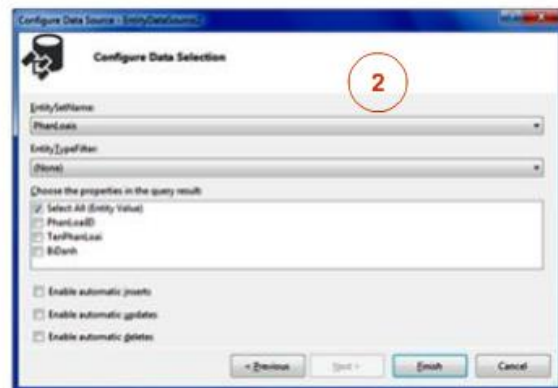 Configure Data Source - EntityDataSource2
Configure Data Selection
2
EntitySetName:
PhanLoais
EntityTypeFilter:
(None)
Choose the properties in the query result:
Select All (Entity Value)
PhanLoaiID
TenPhanLoai
BiDanh
Enable automatic inserts
Enable automatic updates
Enable automatic deletes
< Previous
Next >
Finish
Cancel